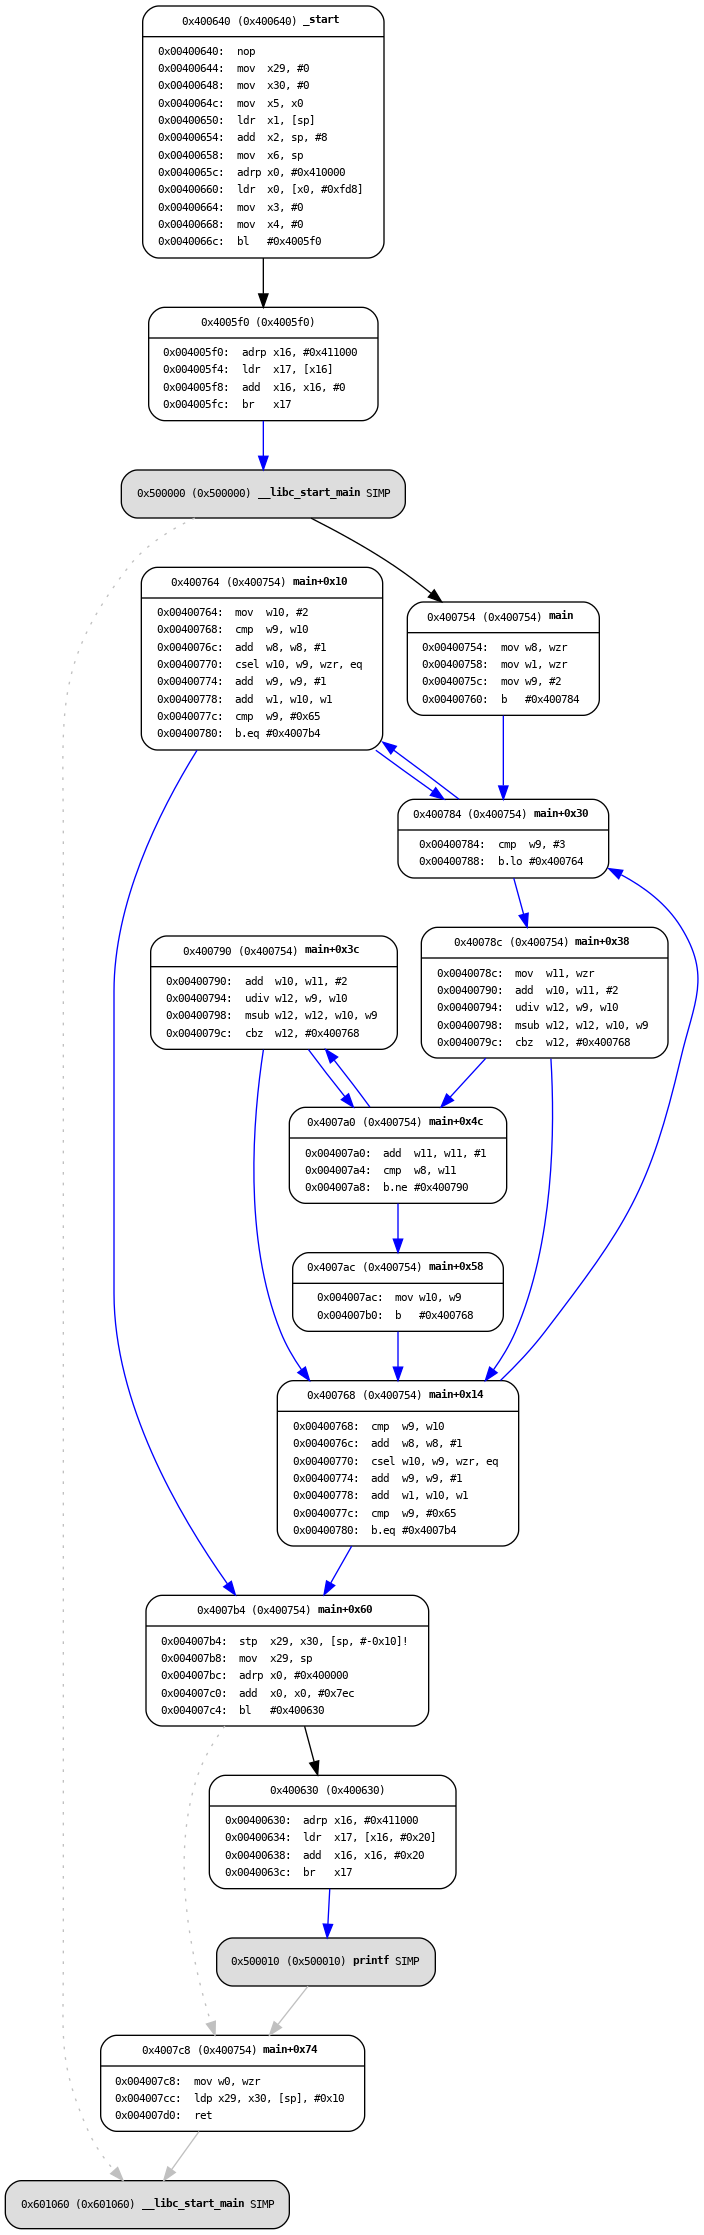 0x400640 (0x400640) _start
0x00400640: nop
0x00400644: mov x29, #0
0x00400648: mov x30, #0
0x0040064c: mov x5, x0
0x00400650: ldr x1, [sp]
0x00400654: add x2, sp, #8
0x00400658: mov x6, sp
0x0040065c: adrp x0, #0x410000
0x00400660: ldr x0, [x0, #0xfd8]
0x00400664: mov x3, #0
0x00400668: mov x4, #0
0x0040066c: bl #0x4005f0
0x4005f0 (0x4005f0)
0x004005f0: adrp x16, #0x411000
0x004005f4: ldr x17, [x16]
0x004005f8: add x16, x16, #0
0x004005fc: br x17
0x500000 (0x500000) __libc_start_main SIMP
0x400764 (0x400754) main+0x10
0x00400764: mov w10, #2
0x00400768: cmp w9, w10
0x0040076c: add w8, w8, #1
0x00400770: csel w10, w9, wzr, eq
0x00400774: add w9, w9, #1
0x00400778: add w1, w10, w1
0x0040077c: cmp w9, #0x65
0x00400780: b.eq #0x4007b4
0x400754 (0x400754) main
0x00400754: mov w8, wzr
0x00400758: mov w1, wzr
0x0040075c: mov w9, #2
0x00400760: b #0x400784
0x400784 (0x400754) main+0x30
0x00400784: cmp w9, #3
0x00400788: b.lo #0x400764
0x400790 (0x400754) main+0x3c
0x00400790: add w10, w11, #2
0x00400794: udiv w12, w9, w10
0x00400798: msub w12, w12, w10, w9
0x0040079c: cbz w12, #0x400768
0x40078c (0x400754) main+0x38
0x0040078c: mov w11, wzr
0x00400790: add w10, w11, #2
0x00400794: udiv w12, w9, w10
0x00400798: msub w12, w12, w10, w9
0x0040079c: cbz w12, #0x400768
0x4007a0 (0x400754) main+0x4c
0x004007a0: add w11, w11, #1
0x004007a4: cmp w8, w11
0x004007a8: b.ne #0x400790
0x4007ac (0x400754) main+0x58
0x004007ac: mov w10, w9
0x004007b0: b #0x400768
0x400768 (0x400754) main+0x14
0x00400768: cmp w9, w10
0x0040076c: add w8, w8, #1
0x00400770: csel w10, w9, wzr, eq
0x00400774: add w9, w9, #1
0x00400778: add w1, w10, w1
0x0040077c: cmp w9, #0x65
0x00400780: b.eq #0x4007b4
0x4007b4 (0x400754) main+0x60
0x004007b4: stp x29, x30, [sp, #-0x10]!
0x004007b8: mov x29, sp
0x004007bc: adrp x0, #0x400000
0x004007c0: add x0, x0, #0x7ec
0x004007c4: bl #0x400630
0x400630 (0x400630)
0x00400630: adrp x16, #0x411000
0x00400634: ldr x17, [x16, #0x20]
0x00400638: add x16, x16, #0x20
0x0040063c: br x17
0x500010 (0x500010) printf SIMP
0x4007c8 (0x400754) main+0x74
0x004007c8: mov w0, wzr
0x004007cc: ldp x29, x30, [sp], #0x10
0x004007d0: ret
0x601060 (0x601060) __libc_start_main SIMP